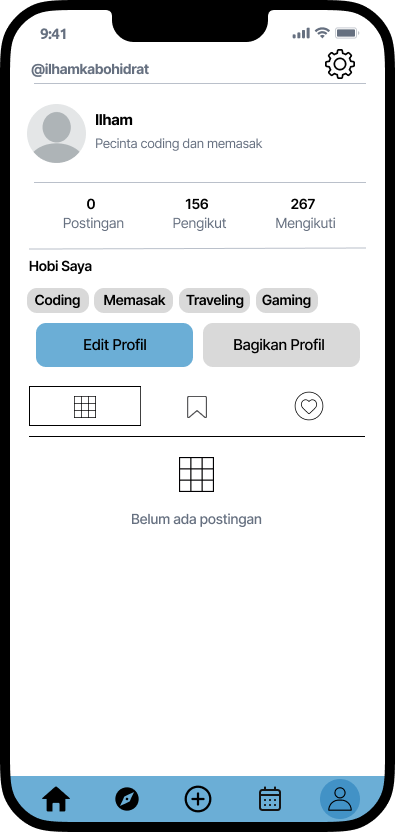 9:41
@ilhamkabohidrat
Ilham
Pecinta coding dan memasak
0 156 267
Postingan Pengikut Mengikuti
Hobi Saya
Coding Memasak Traveling Gaming
Edit Profil Bagikan Profil
Belum ada postingan